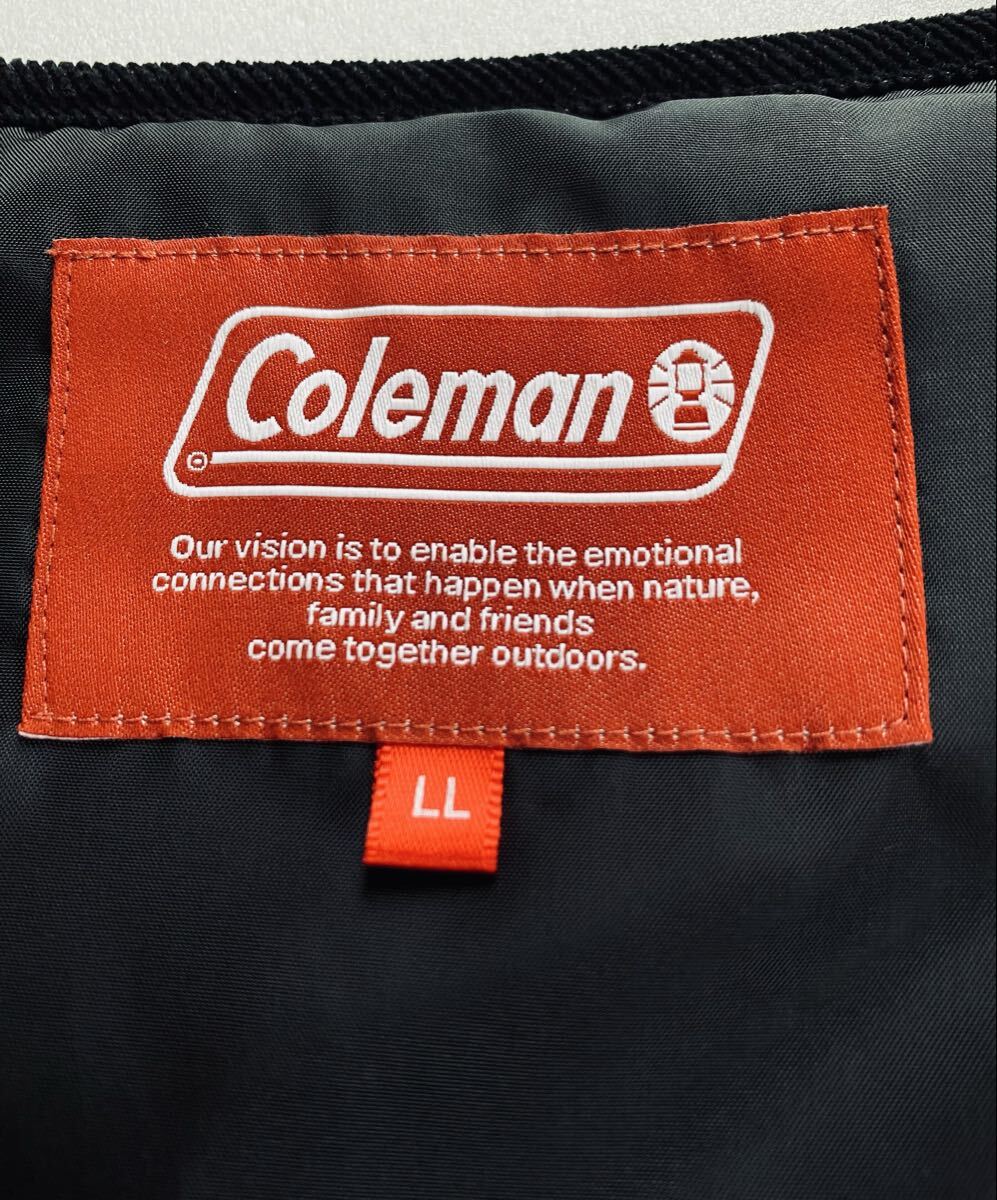 Coleman
®
Our vision is to enable the emotional
connections that happen when nature,
family and friends
come together outdoors.
LL